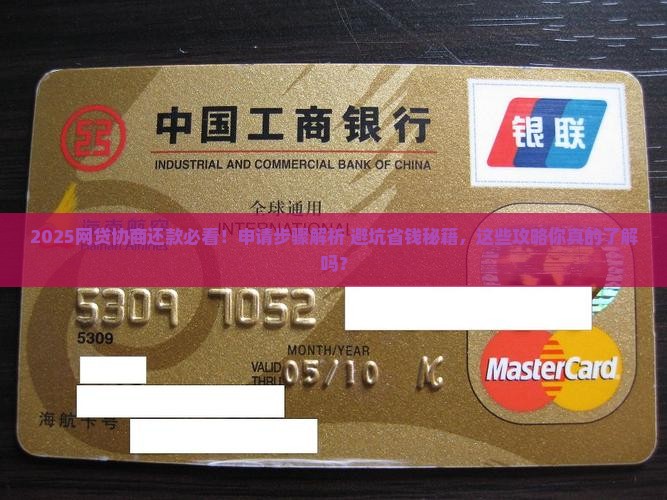 中国工商银行
INDUSTRIAL AND COMMERCIAL BANK OF CHINA
银联
全球通用
INTERNATIONAL
2025网贷协商还款必看！申请步骤解析 避坑省钱秘籍，这些攻略你真的了解
吗？
5309 7052
5309
MONTH/YEAR
VALID
THRU
05/10
MasterCard
海航卡号